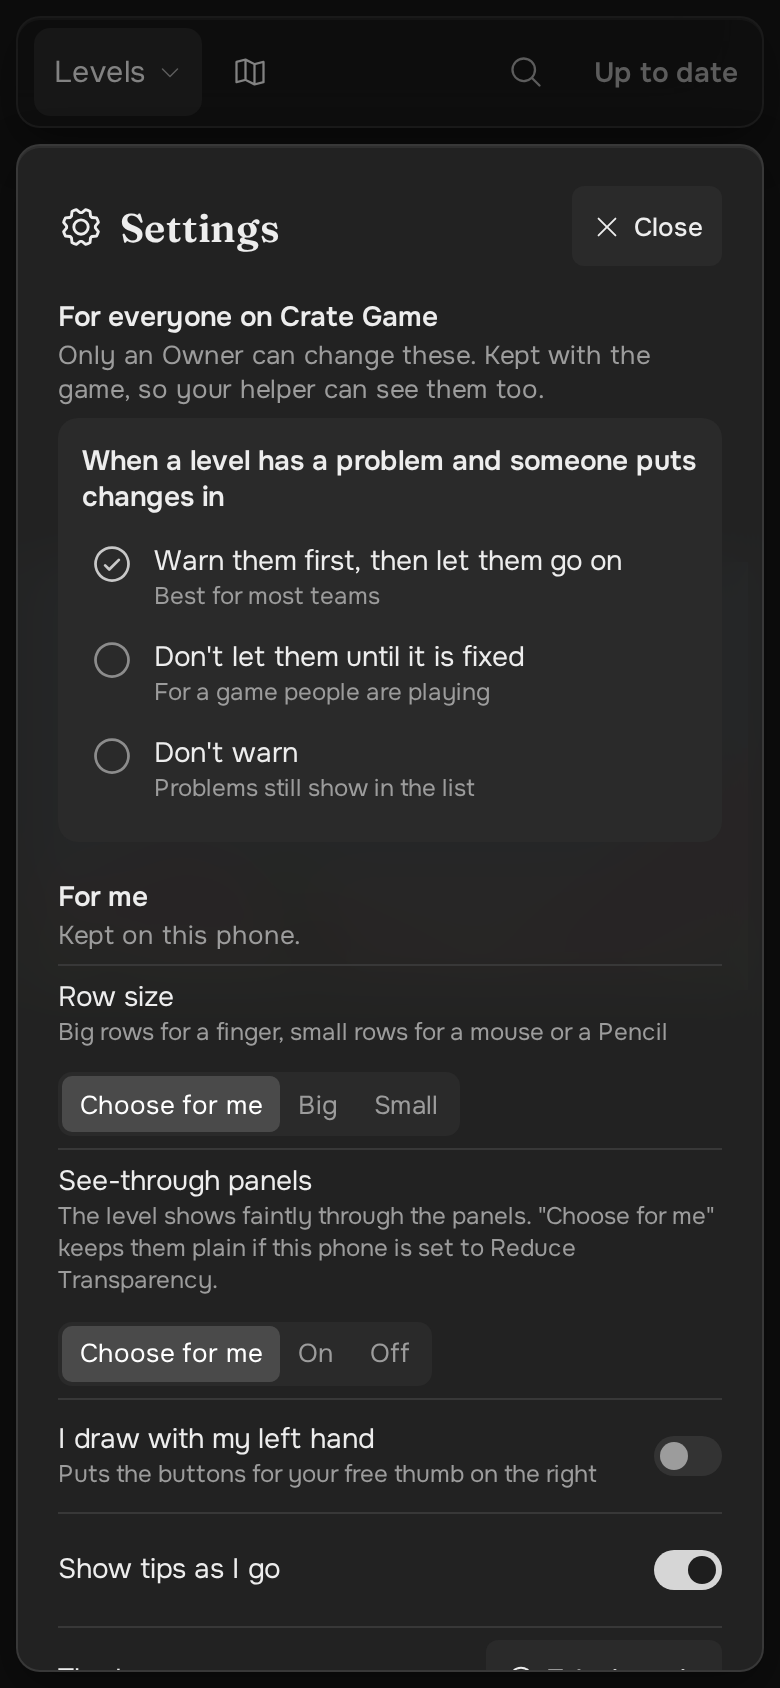 Levels
Up to date
Settings
Close
For everyone on Crate Game
Only an Owner can change these. Kept with the
game, so your helper can see them too.
When a level has a problem and someone puts
changes in
Warn them first, then let them go on
Best for most teams
Don't let them until it is fixed
For a game people are playing
Don't warn
Problems still show in the list
For me
Kept on this phone.
Row size
Big rows for a finger, small rows for a mouse or a Pencil
Choose for me
Big
Small
See-through panels
The level shows faintly through the panels. "Choose for me"
keeps them plain if this phone is set to Reduce
Transparency.
Choose for me
On
Off
I draw with my left hand
Puts the buttons for your free thumb on the right
Show tips as I go